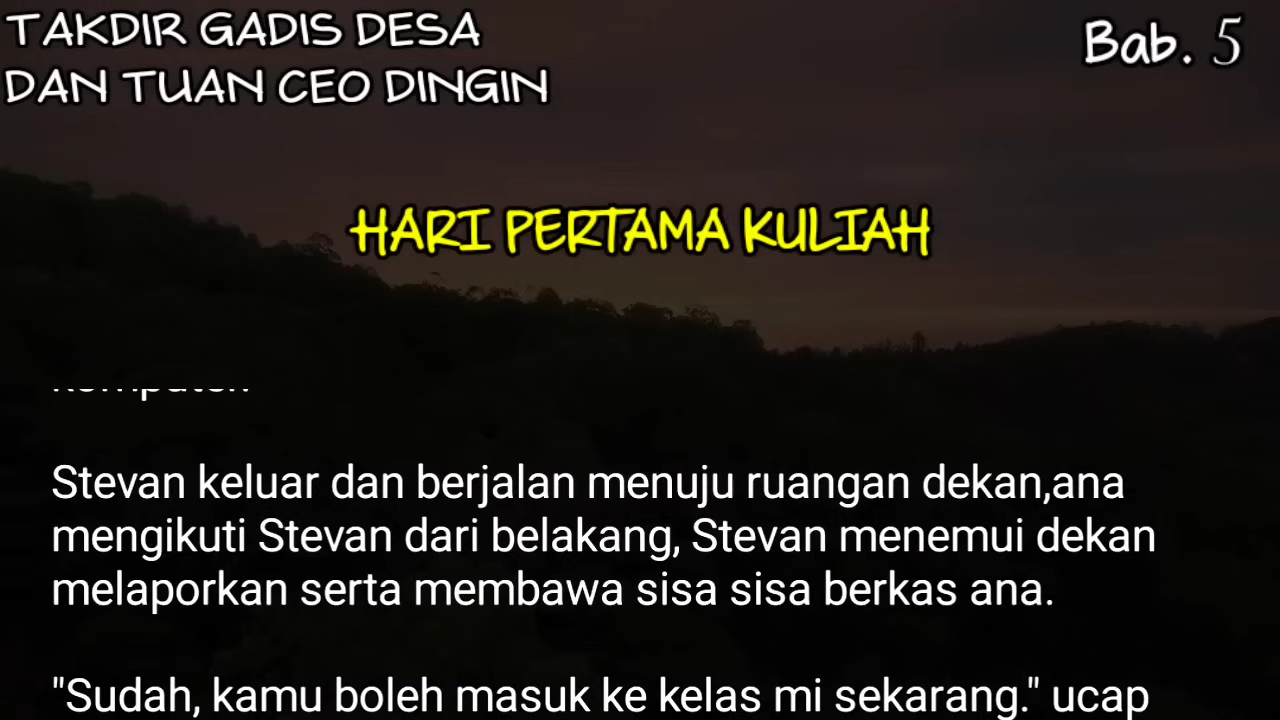 TAKDIR GADIS DESA
DAN TUAN CEO DINGIN
Bab. 5
HARI PERTAMA KULIAH
Stevan keluar dan berjalan menuju ruangan dekan,ana
mengikuti Stevan dari belakang, Stevan menemui dekan
melaporkan serta membawa sisa sisa berkas ana.
"Sudah, kamu boleh masuk ke kelas mi sekarang." ucap